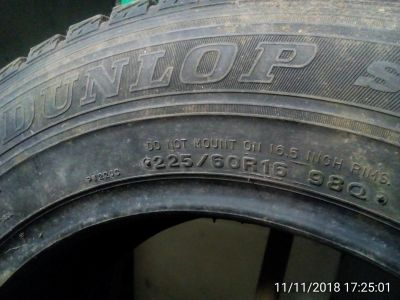 DUNLOP S
DO NOT MOUNT ON 16.5 INCH RIMS.
225/60R16 98Q
11/11/2018 17:25:01